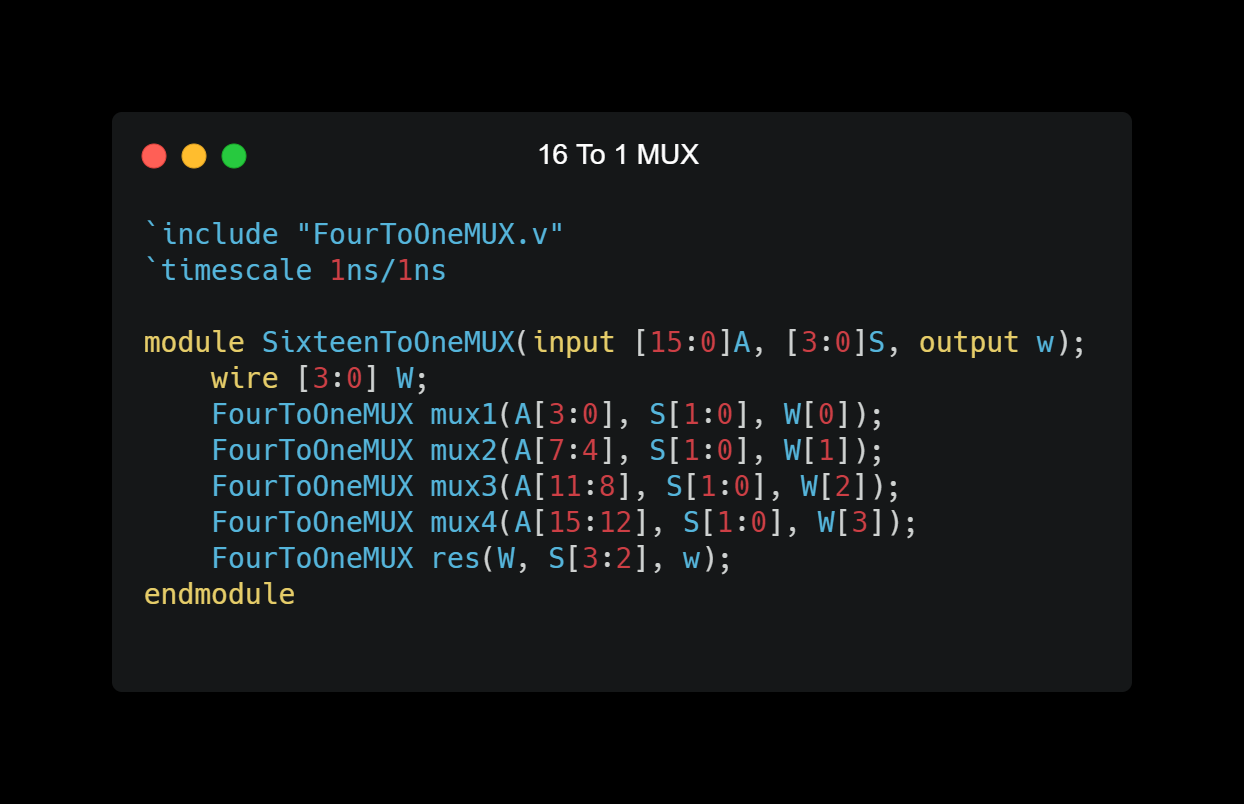 16 To 1 MUX
`include "FourToOneMUX.v"
`timescale 1ns/1ns
module SixteenToOneMUX(input [15:0]A, [3:0]S, output w);
wire [3:0] W;
FourToOneMUX mux1(A[3:0], S[1:0], W[0]);
FourToOneMUX mux2(A[7:4], S[1:0], W[1]);
FourToOneMUX mux3(A[11:8], S[1:0], W[2]);
FourToOneMUX mux4(A[15:12], S[1:0], W[3]);
FourToOneMUX res(W, S[3:2], w);
endmodule